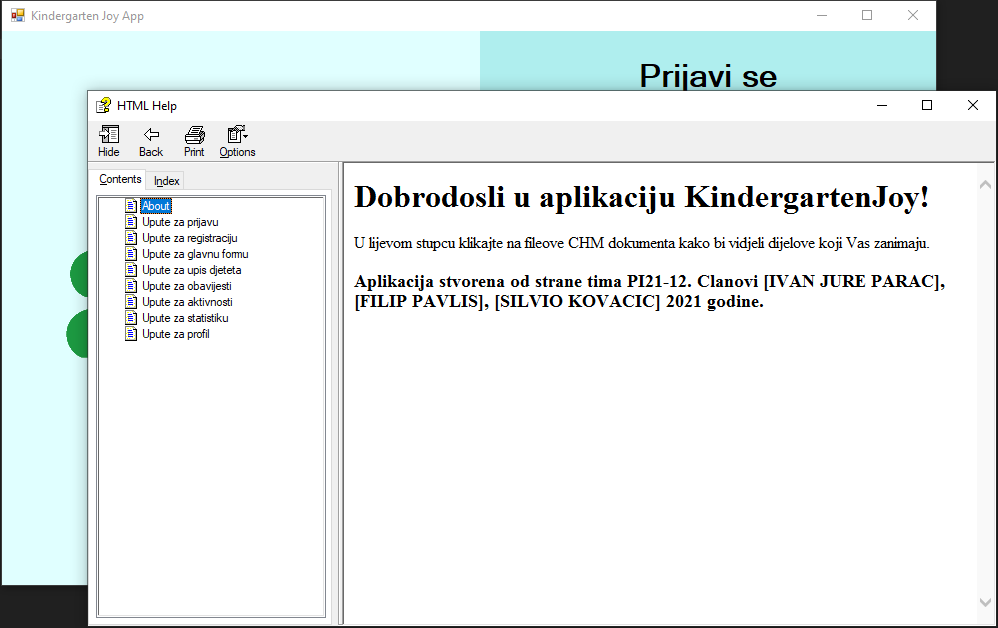 Kindergarten Joy App
Prijavi se
HTML Help
Hide
Back
Print
Options
Contents
Index
About
Upute za prijavu
Upute za registraciju
Upute za glavnu formu
Upute za upis djeteta
Upute za obavijesti
Upute za aktivnosti
Upute za statistiku
Upute za profil
Dobrodosli u aplikaciju KindergartenJoy!
U lijevom stupcu klikajte na fileove CHM dokumenta kako bi vidjeli dijelove koji Vas zanimaju.
Aplikacija stvorena od strane tima PI21-12. Clanovi [IVAN JURE PARAC],
[FILIP PAVLIS], [SILVIO KOVACIC] 2021 godine.